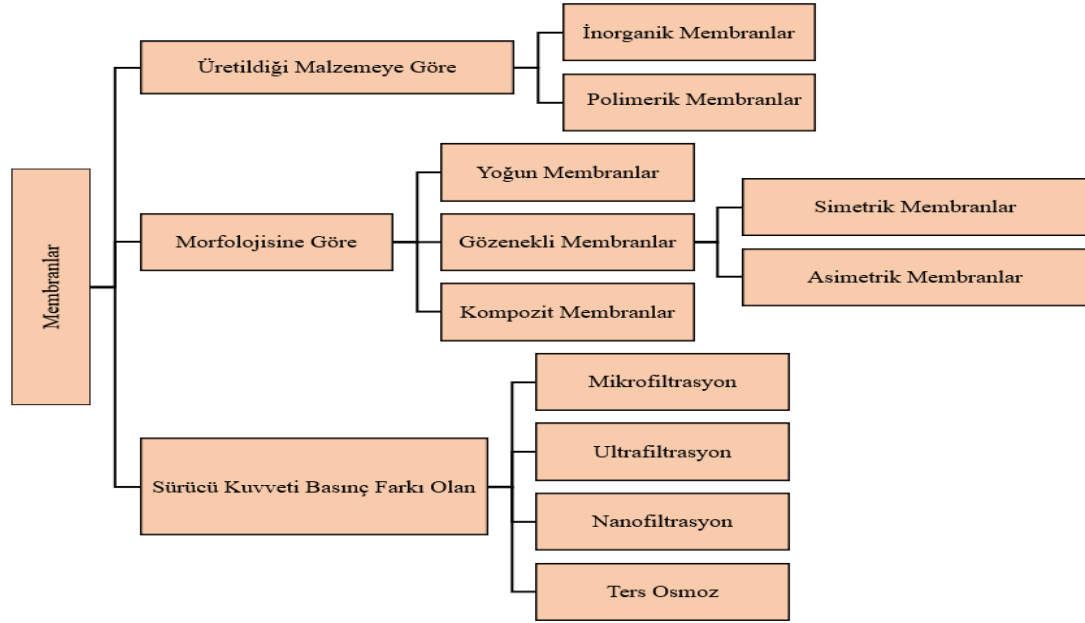 Membranlar
Üretildiği Malzemeye Göre
İnorganik Membranlar
Polimerik Membranlar
Morfolojisine Göre
Yoğun Membranlar
Gözenekli Membranlar
Simetrik Membranlar
Asimetrik Membranlar
Kompozit Membranlar
Sürücü Kuvveti Basınç Farkı Olan
Mikrofiltrasyon
Ultrafiltrasyon
Nanofiltrasyon
Ters Osmoz